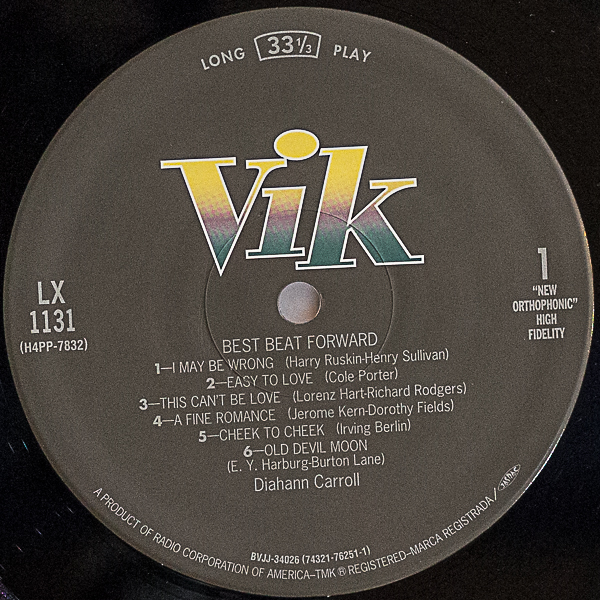 LONG 33⅓ PLAY
Vik
LX
1131
(H4PP-7832)
1
"NEW
ORTHOPHONIC"
HIGH
FIDELITY
BEST BEAT FORWARD
1—I MAY BE WRONG (Harry Ruskin-Henry Sullivan)
2—EASY TO LOVE (Cole Porter)
3—THIS CAN'T BE LOVE (Lorenz Hart-Richard Rodgers)
4—A FINE ROMANCE (Jerome Kern-Dorothy Fields)
5—CHEEK TO CHEEK (Irving Berlin)
6—OLD DEVIL MOON
(E. Y. Harburg-Burton Lane)
Diahann Carroll
BVJJ-34026 (74321-76251-1)
A PRODUCT OF RADIO CORPORATION OF AMERICA–TMK ® REGISTERED–MARCA REGISTRADA/
JASRAC